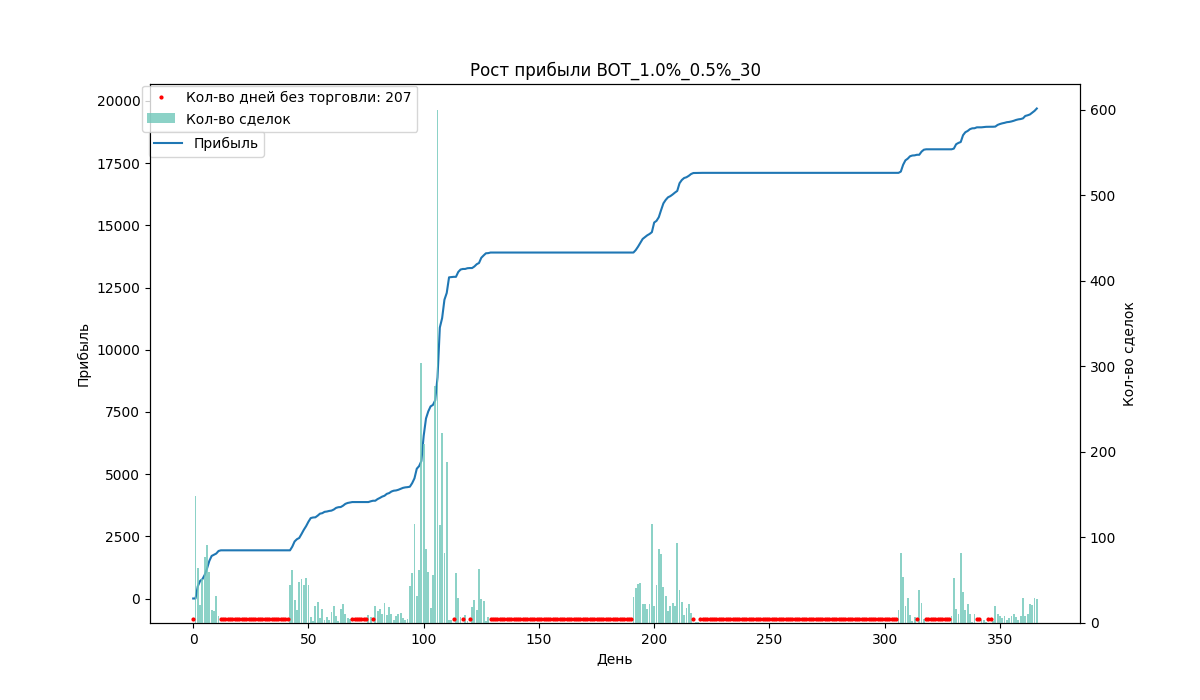 Рост прибыли BOT_1.0%_0.5%_30
Кол-во дней без торговли: 207
Кол-во сделок
Прибыль
20000
17500
15000
12500
10000
7500
5000
2500
0
Прибыль
600
500
400
300
200
100
0
Кол-во сделок
0 50 100 150 200 250 300 350
День